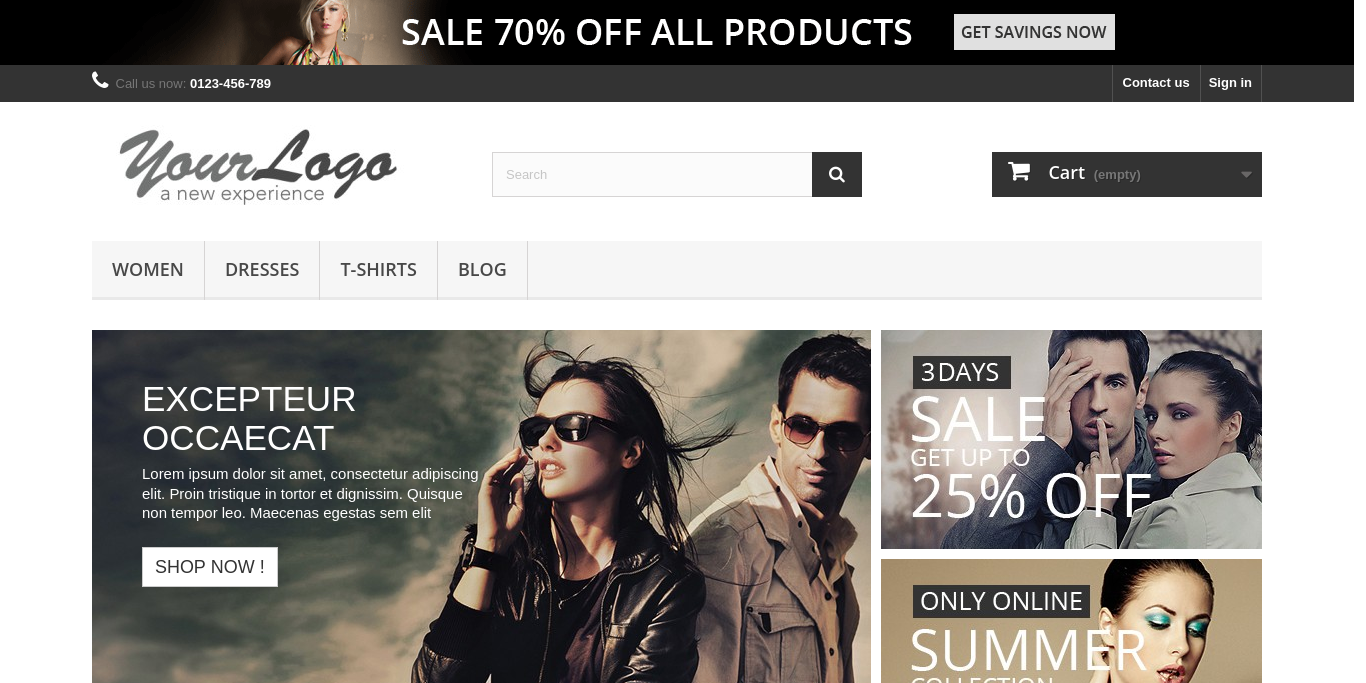 SALE 70% OFF ALL PRODUCTS
GET SAVINGS NOW
Call us now: 0123-456-789
Contact us
Sign in
Your Logo
a new experience
Search
Cart (empty)
WOMEN
DRESSES
T-SHIRTS
BLOG
EXCEPTEUR
OCCAECAT
Lorem ipsum dolor sit amet, consectetur adipiscing
elit. Proin tristique in tortor et dignissim. Quisque
non tempor leo. Maecenas egestas sem elit
SHOP NOW !
3 DAYS
SALE
GET UP TO
25% OFF
ONLY ONLINE
SUMMER
COLLECTION